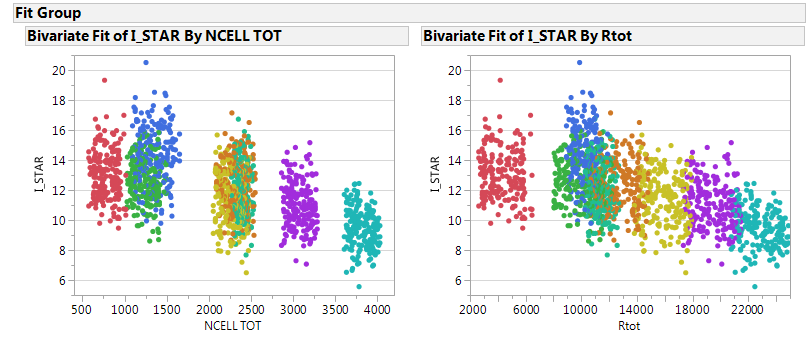 Fit Group
Bivariate Fit of I_STAR By NCELL TOT
Bivariate Fit of I_STAR By Rtot
20
18
16
14
12
10
8
6
I_STAR
500 1000 1500 2000 2500 3000 3500 4000
NCELL TOT
20
18
16
14
12
10
8
6
I_STAR
2000 6000 10000 14000 18000 22000
Rtot